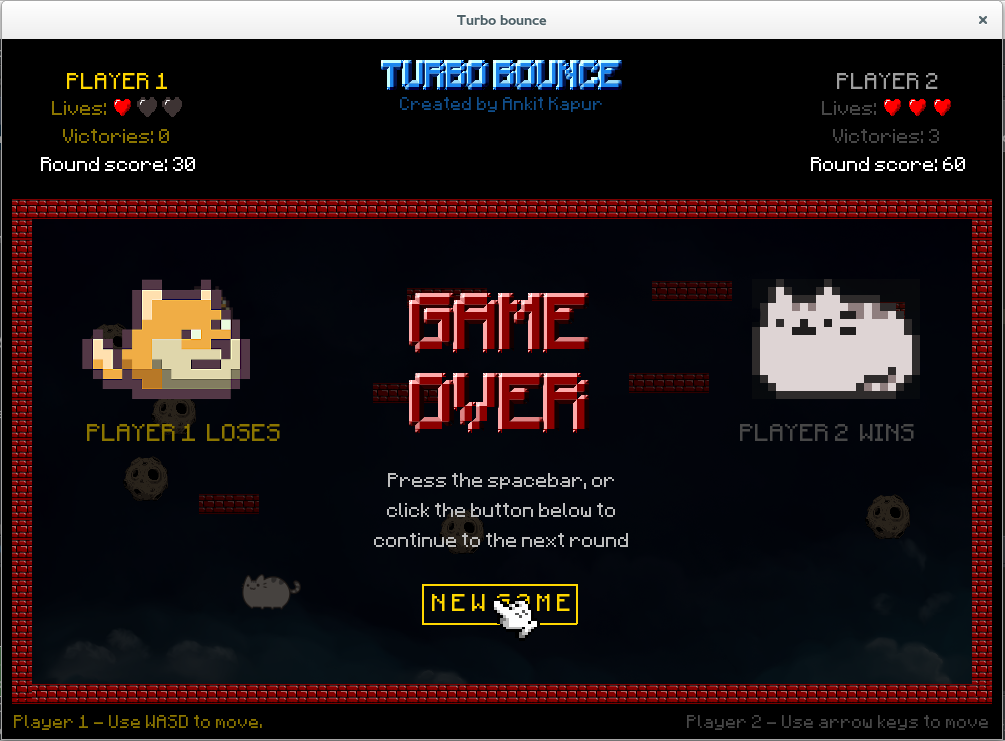 Turbo bounce
PLAYER 1
Lives:
Victories: 0
Round score: 30
TURBO BOUNCE
Created by Ankit Kapur
PLAYER 2
Lives:
Victories: 3
Round score: 60
GAME
OVER
PLAYER 1 LOSES
PLAYER 2 WINS
Press the spacebar, or
click the button below to
continue to the next round
NEW GAME
Player 1 - Use WASD to move.
Player 2 - Use arrow keys to move